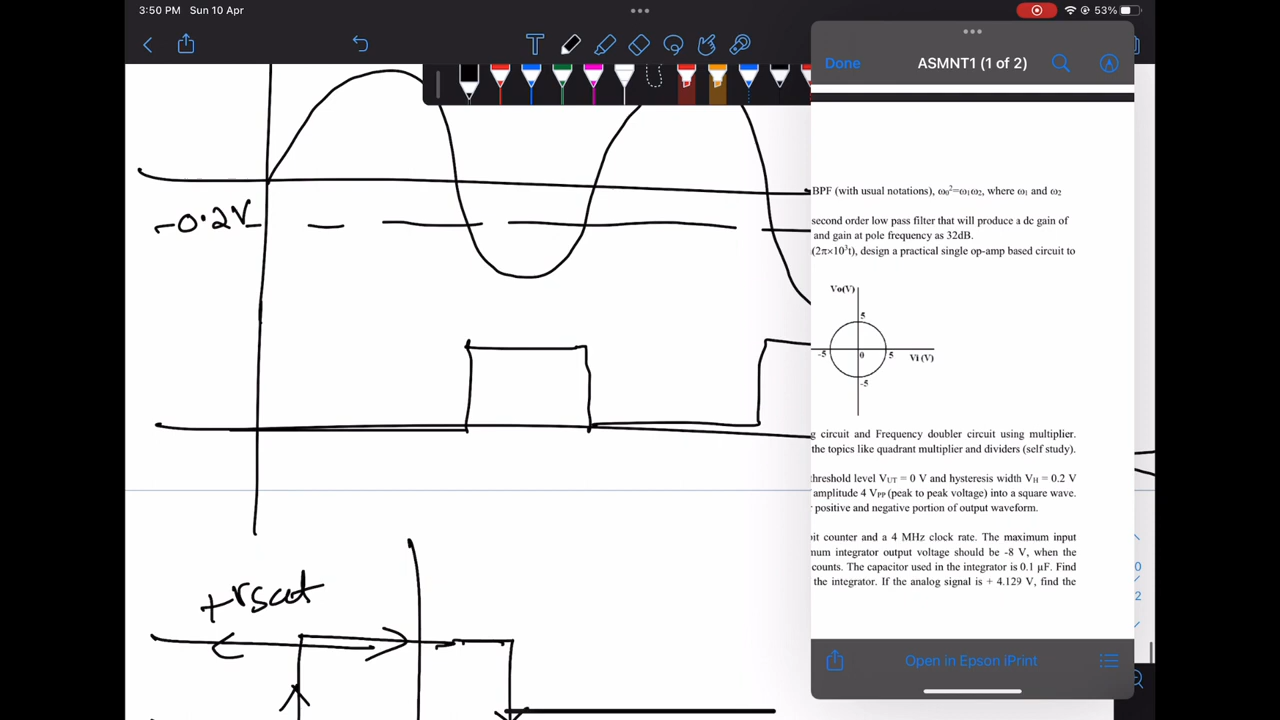 3:50 PM Sun 10 Apr
53%
T
Done
ASMNT1 (1 of 2)
-0.2V
BPF (with usual notations), ω₀²=ω₁ω₂, where ω₁ and ω₂
second order low pass filter that will produce a dc gain of
and gain at pole frequency as 32dB.
(2π×10³t), design a practical single op-amp based circuit to
Vo(V)
5
-5 0 5 Vi (V)
-5
g circuit and Frequency doubler circuit using multiplier.
the topics like quadrant multiplier and dividers (self study).
threshold level VUT = 0 V and hysteresis width VH = 0.2 V
amplitude 4 VPP (peak to peak voltage) into a square wave.
positive and negative portion of output waveform.
bit counter and a 4 MHz clock rate. The maximum input
num integrator output voltage should be -8 V, when the
counts. The capacitor used in the integrator is 0.1 μF. Find
the integrator. If the analog signal is + 4.129 V, find the
0
2
Open in Epson iPrint